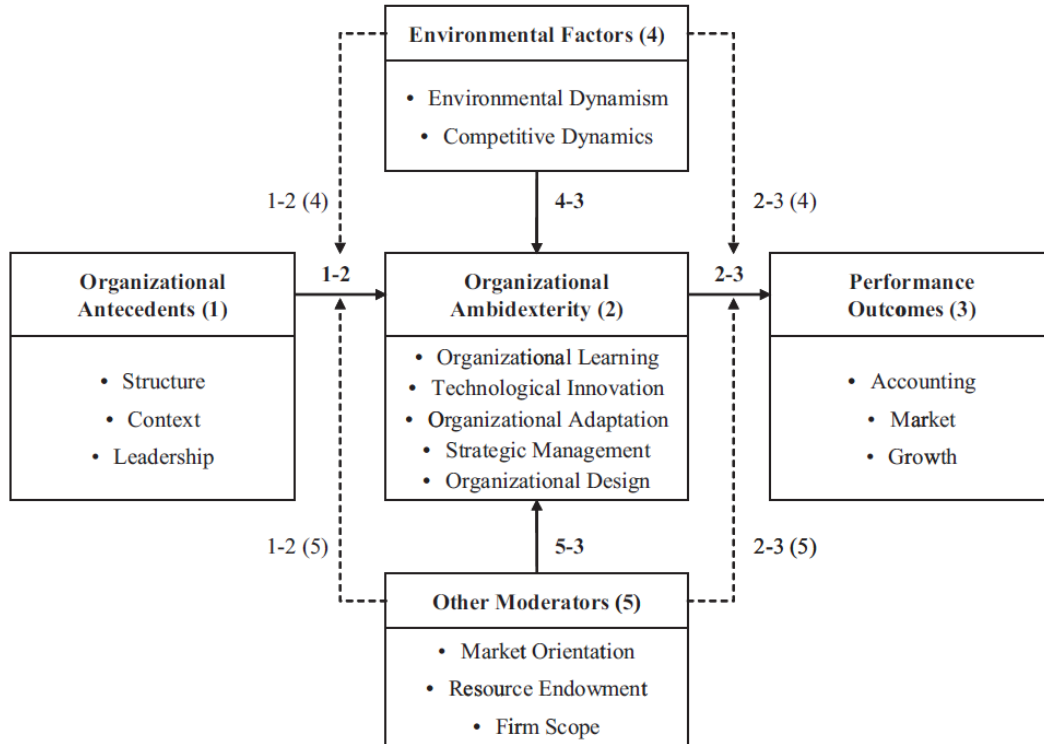 Environmental Factors (4)
• Environmental Dynamism
• Competitive Dynamics
1-2 (4)
4-3
2-3 (4)
Organizational
Antecedents (1)
• Structure
• Context
• Leadership
1-2
Organizational
Ambidexterity (2)
• Organizational Learning
• Technological Innovation
• Organizational Adaptation
• Strategic Management
• Organizational Design
2-3
Performance
Outcomes (3)
• Accounting
• Market
• Growth
1-2 (5)
5-3
2-3 (5)
Other Moderators (5)
• Market Orientation
• Resource Endowment
• Firm Scope